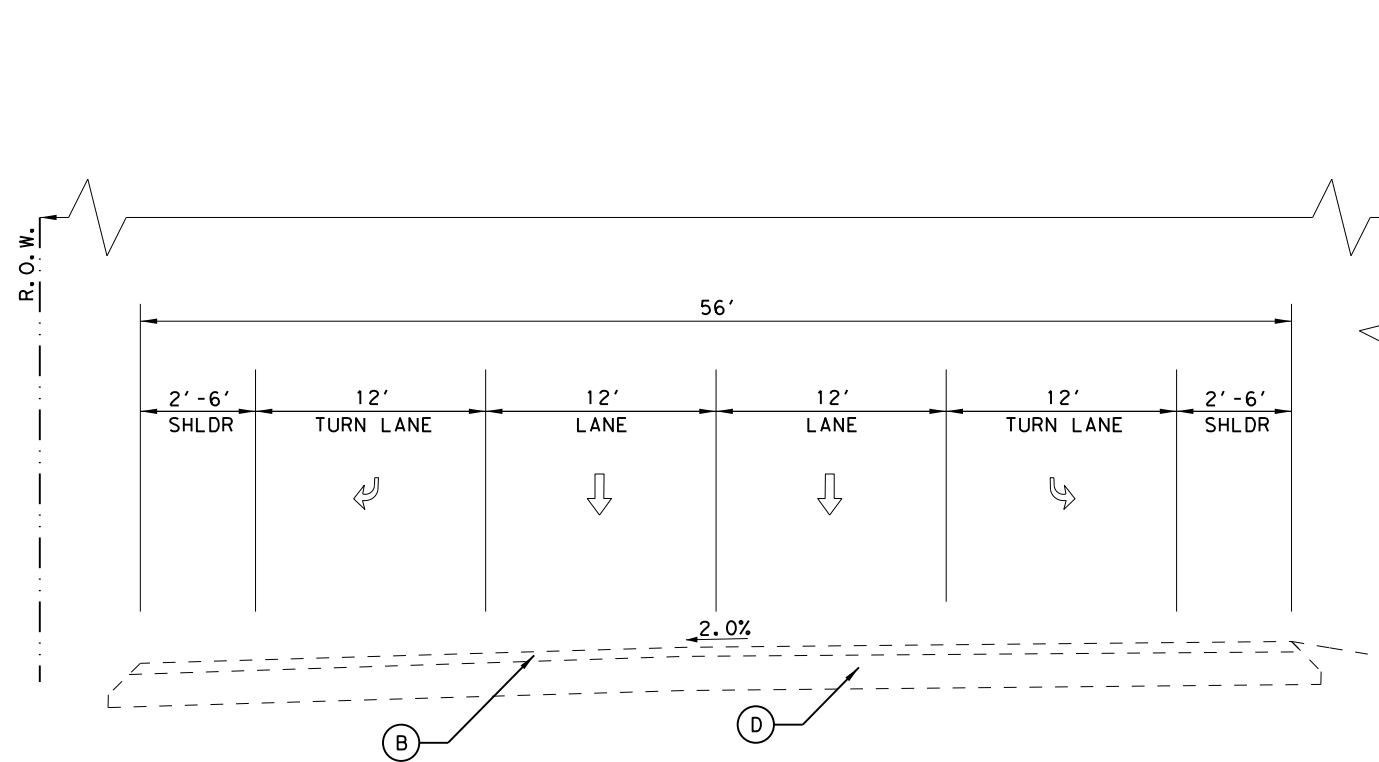 R.O.W.
56'
2'-6' 12' 12' 12' 12' 2'-6'
SHLDR TURN LANE LANE LANE TURN LANE SHLDR
2.0%
B
D